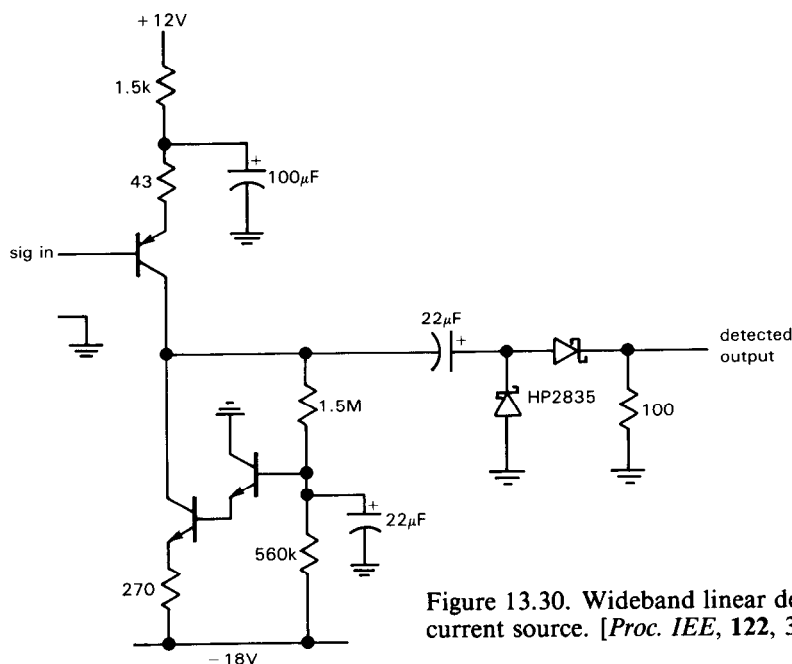 +12V
1.5k
43
100µF
sig in
22µF
detected
output
1.5M
HP2835
100
22µF
560k
270
-18V
Figure 13.30. Wideband linear de
current source. [Proc. IEE, 122, 3